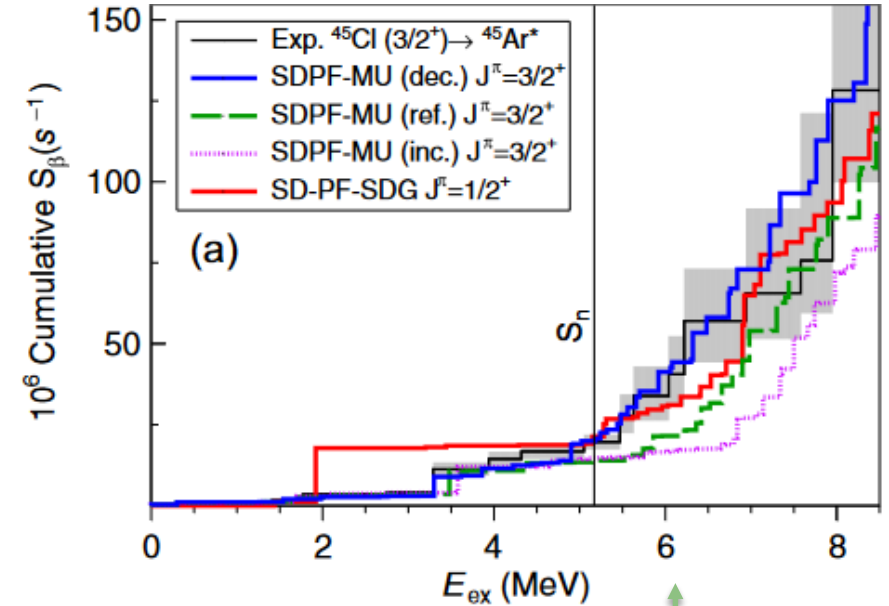 150
100
50
10⁶ Cumulative S_β(s⁻¹)
Exp. ⁴⁵Cl (3/2⁺)→ ⁴⁵Ar*
SDPF-MU (dec.) J^π=3/2⁺
SDPF-MU (ref.) J^π=3/2⁺
SDPF-MU (inc.) J^π=3/2⁺
SD-PF-SDG J^π=1/2⁺
(a)
S_n
0 2 4 6 8
E_ex (MeV)